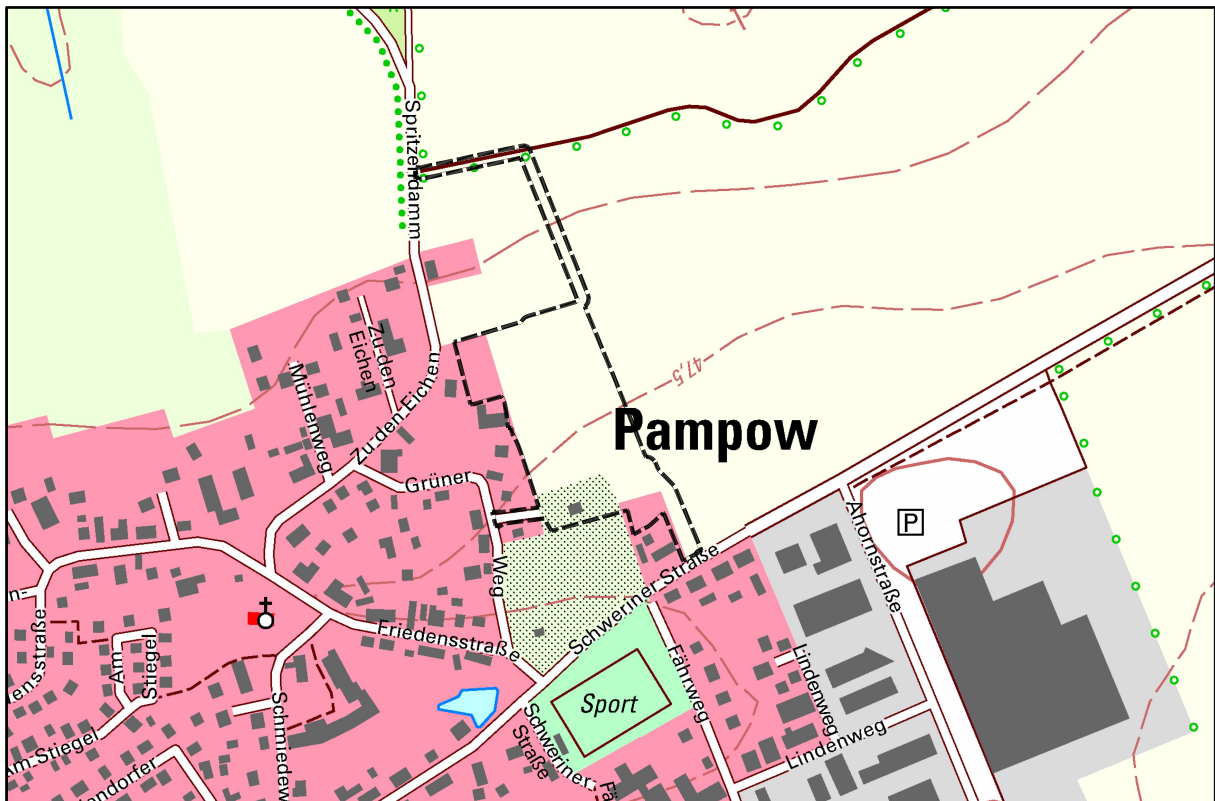 Spritzendamm
Zu-den
Eichen
Mühlenweg
Zu den Eichen
47,5
Pampow
Grüner
Weg
Ahornstraße
P
Schweriner Straße
Friedensstraße
Am
Stiegel
Schmiedew
Sport
Fährweg
Lindenweg
Lindenweg
Schweriner
Straße
Am Stiegel